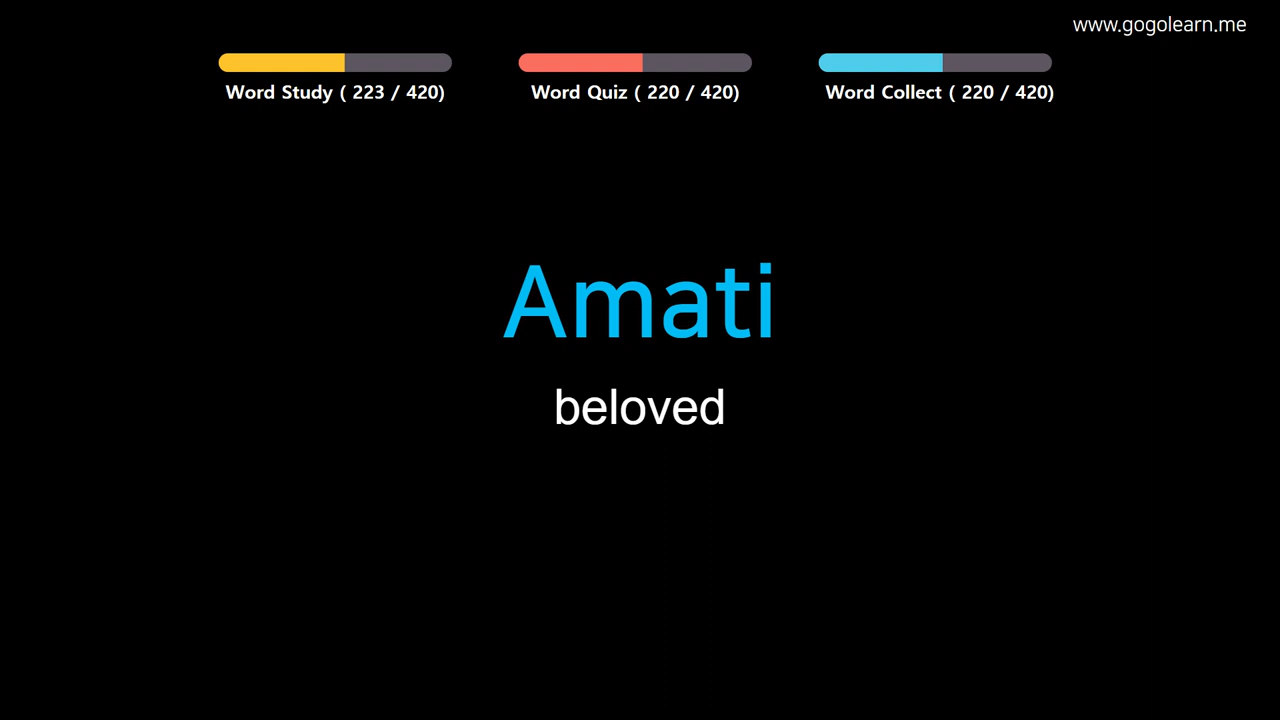 www.gogolearn.me
Word Study ( 223 / 420)
Word Quiz ( 220 / 420)
Word Collect ( 220 / 420)
Amati
beloved